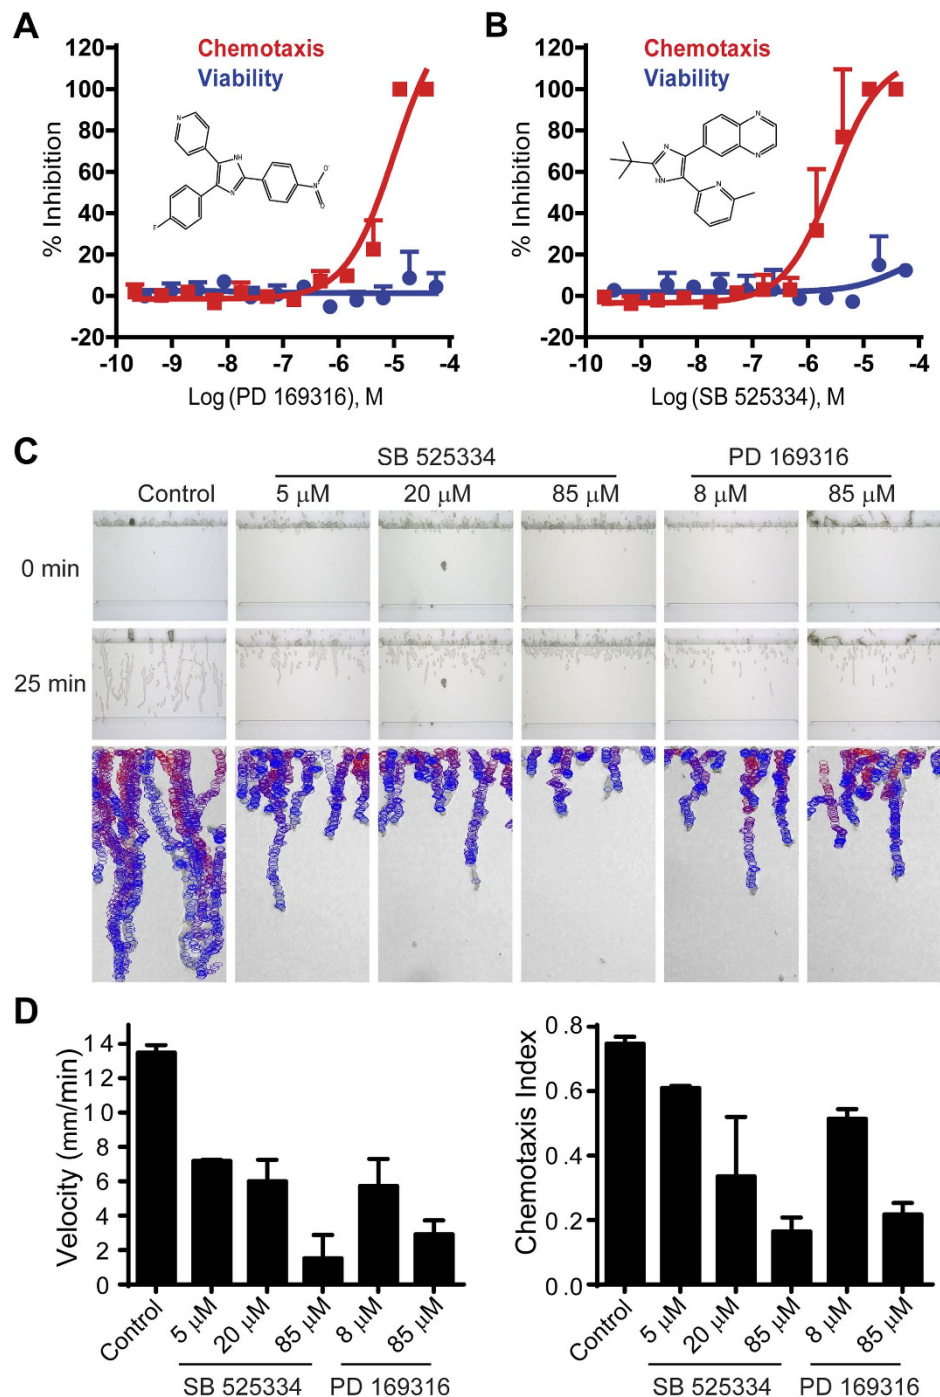 A
Chemotaxis
Viability
% Inhibition
120
100
80
60
40
20
0
-20
-10 -9 -8 -7 -6 -5 -4
Log (PD 169316), M
N
NH
N
F
N⁺
O⁻
O
B
Chemotaxis
Viability
% Inhibition
120
100
80
60
40
20
0
-20
-10 -9 -8 -7 -6 -5 -4
Log (SB 525334), M
N
N
N
HN
N
C
SB 525334 PD 169316
Control 5 μM 20 μM 85 μM 8 μM 85 μM
0 min
25 min
D
Velocity (mm/min)
14
12
10
8
6
4
2
0
Control 5 μM 20 μM 85 μM 8 μM 85 μM
SB 525334 PD 169316
Chemotaxis Index
0.8
0.6
0.4
0.2
0.0
Control 5 μM 20 μM 85 μM 8 μM 85 μM
SB 525334 PD 169316